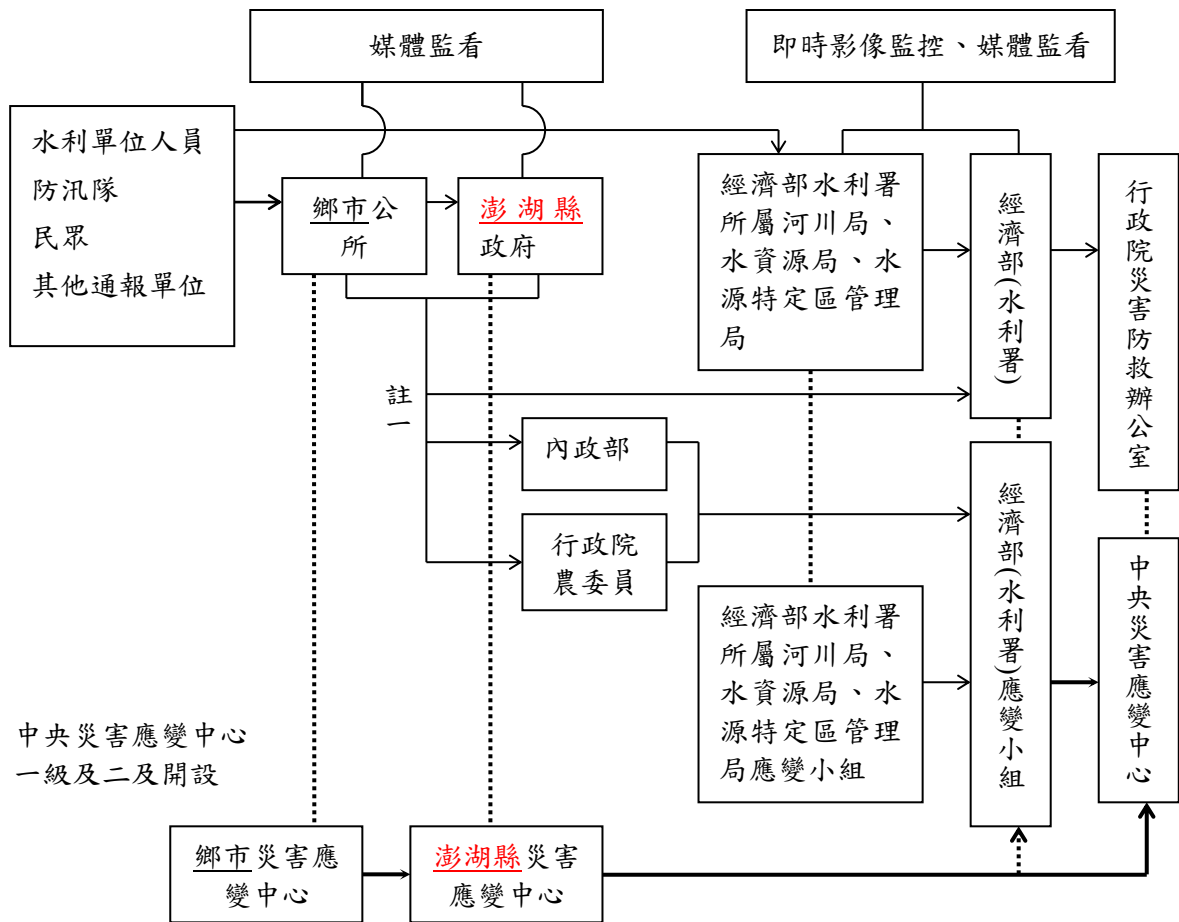 媒體監看
即時影像監控、媒體監看
水利單位人員
防汛隊
民眾
其他通報單位
鄉市公
所
澎湖縣
政府
經濟部水利署
所屬河川局、
水資源局、水
源特定區管理
局
經濟部(水利署)
行政院災害防救辦公室
註一
內政部
行政院
農委員
經濟部水利署
所屬河川局、
水資源局、水
源特定區管理
局應變小組
經濟部(水利署)應變小組
中央災害應變中心
中央災害應變中心
一級及二及開設
鄉市災害應
變中心
澎湖縣災害
應變中心